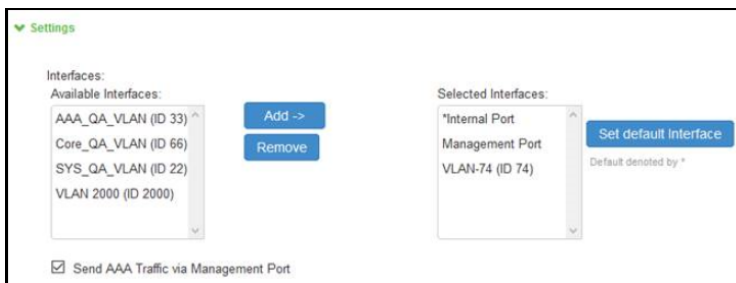 Settings
Interfaces:
Available Interfaces:
AAA_QA_VLAN (ID 33)
Core_QA_VLAN (ID 66)
SYS_QA_VLAN (ID 22)
VLAN 2000 (ID 2000)
Add ->
Remove
Selected Interfaces:
*Internal Port
Management Port
VLAN-74 (ID 74)
Set default Interface
Default denoted by *
Send AAA Traffic via Management Port